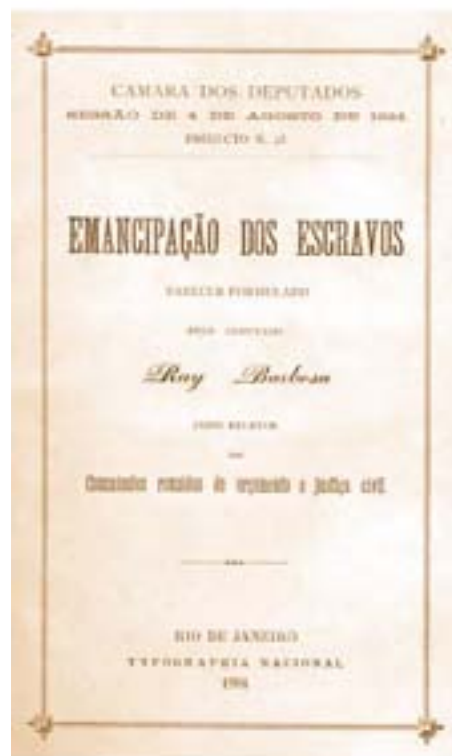 CAMARA DOS DEPUTADOS
SESSÃO DE 4 DE AGOSTO DE 1884
PROJECTO N. 48
EMANCIPAÇÃO DOS ESCRAVOS
PARECER FORMULADO
PELO DEPUTADO
Ruy Barbosa
COMO RELATOR
DAS
Commissões reunidas de orçamento e justiça civil
RIO DE JANEIRO
TYPOGRAPHIA NACIONAL
1884